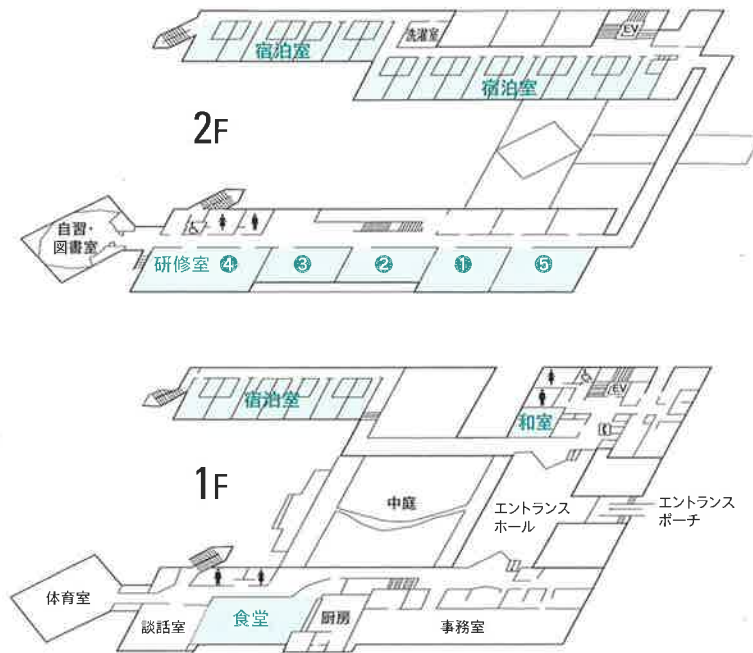 洗濯室
EV
宿泊室
宿泊室
2F
自習・
図書室
研修室 ❹
❸
❷
❶
❺
宿泊室
EV
和室
1F
中庭
エントランス
ホール
エントランス
ポーチ
体育室
談話室
食堂
厨房
事務室